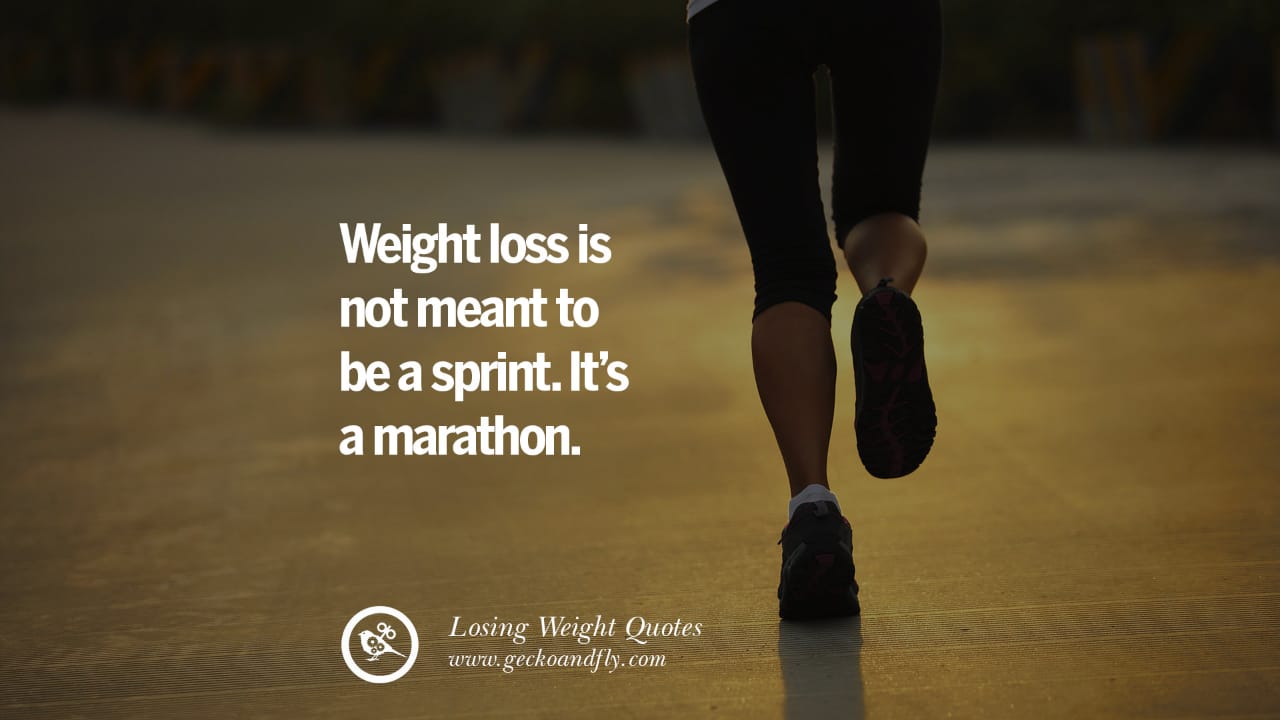 Weight loss is
not meant to
be a sprint. It’s
a marathon.
Losing Weight Quotes
www.geckoandfly.com